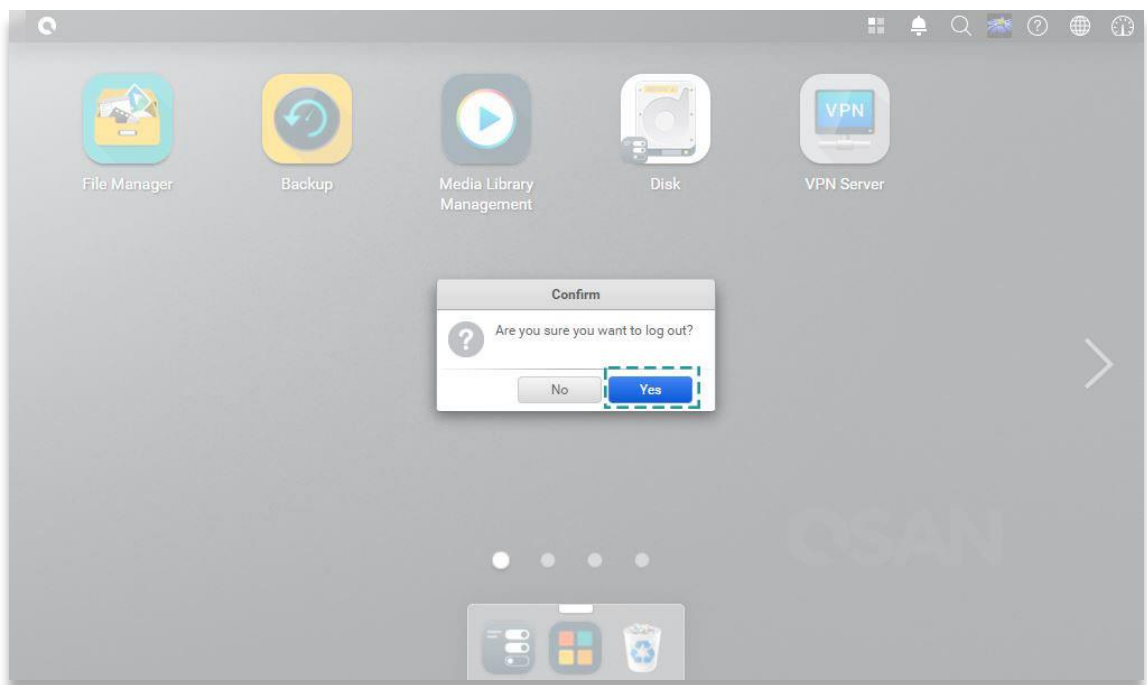 VPN
File Manager
Backup
Media Library
Management
Disk
VPN Server
Confirm
Are you sure you want to log out?
No
Yes
QSAN